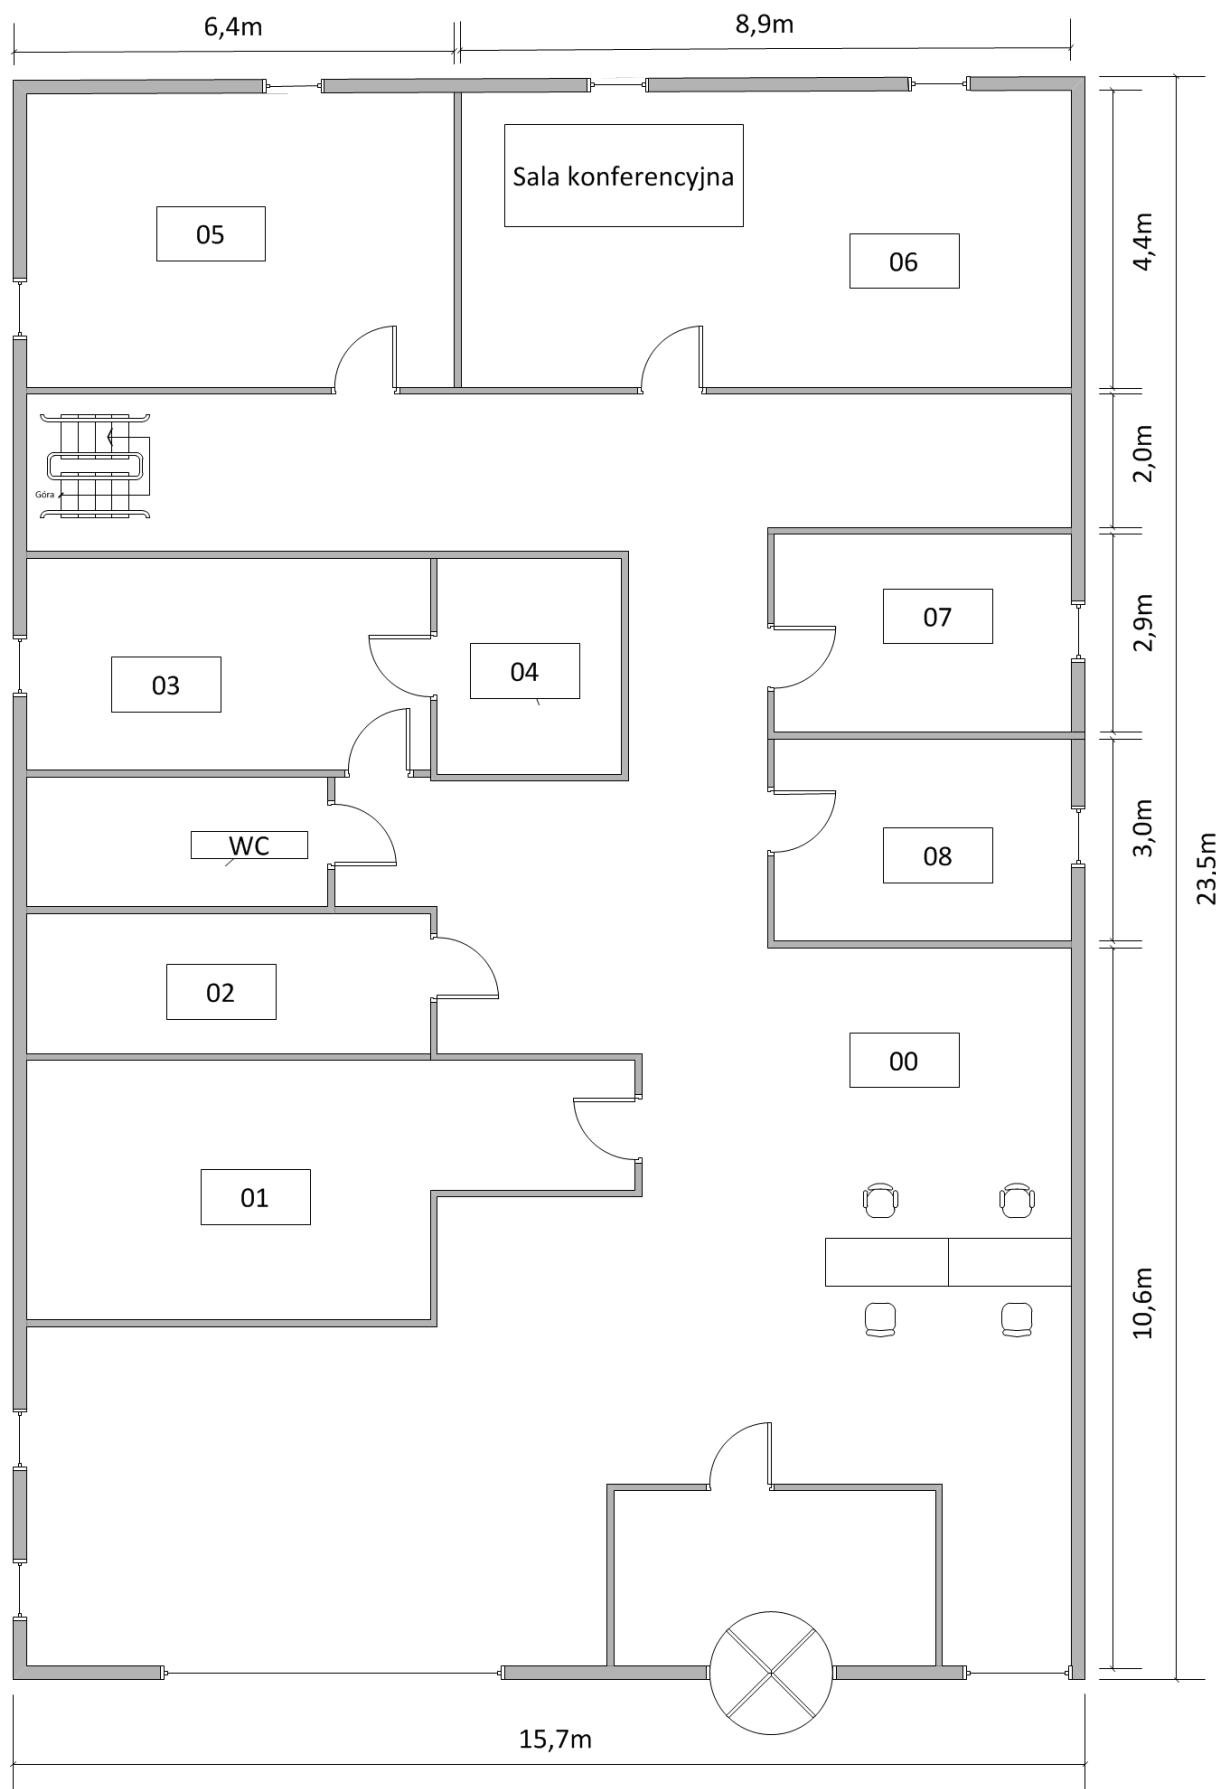 6,4m
8,9m
Sala konferencyjna
05
06
4,4m
2,0m
Góra
03
04
07
2,9m
WC
08
3,0m
23,5m
02
00
01
10,6m
15,7m